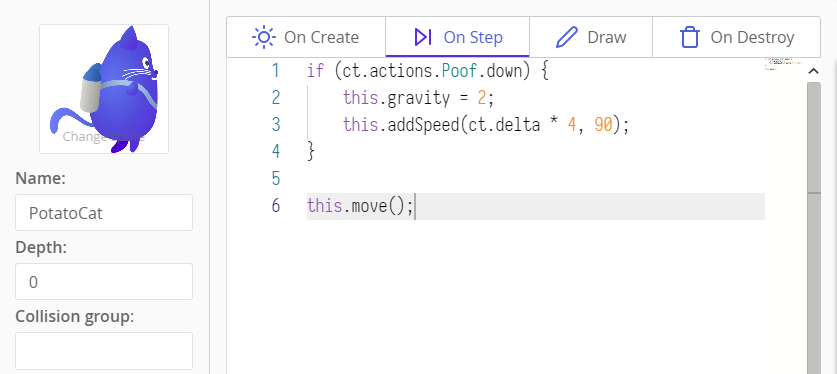 On Create
On Step
Draw
On Destroy
Change
Name:
PotatoCat
Depth:
0
Collision group:
1 if (ct.actions.Poof.down) {
2 this.gravity = 2;
3 this.addSpeed(ct.delta * 4, 90);
4 }
5
6 this.move();